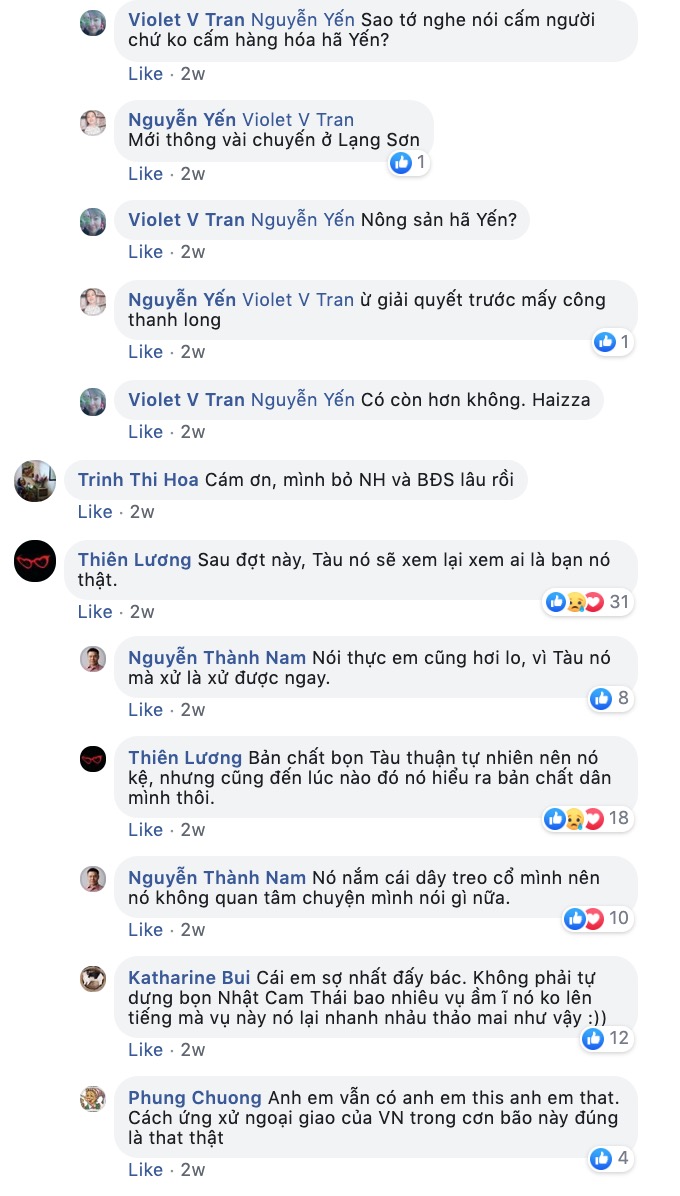 Violet V Tran Nguyễn Yến Sao tớ nghe nói cấm người
chứ ko cấm hàng hóa hã Yến?
Like · 2w
Nguyễn Yến Violet V Tran
Mới thông vài chuyến ở Lạng Sơn
1
Like · 2w
Violet V Tran Nguyễn Yến Nông sản hã Yến?
Like · 2w
Nguyễn Yến Violet V Tran ừ giải quyết trước mấy công
thanh long
1
Like · 2w
Violet V Tran Nguyễn Yến Có còn hơn không. Haizza
Like · 2w
Trinh Thi Hoa Cám ơn, mình bỏ NH và BĐS lâu rồi
Like · 2w
Thiên Lương Sau đợt này, Tàu nó sẽ xem lại xem ai là bạn nó
thật.
31
Like · 2w
Nguyễn Thành Nam Nói thực em cũng hơi lo, vì Tàu nó
mà xử là xử được ngay.
8
Like · 2w
Thiên Lương Bản chất bọn Tàu thuận tự nhiên nên nó
kệ, nhưng cũng đến lúc nào đó nó hiểu ra bản chất dân
mình thôi.
18
Like · 2w
Nguyễn Thành Nam Nó nắm cái dây treo cổ mình nên
nó không quan tâm chuyện mình nói gì nữa.
10
Like · 2w
Katharine Bui Cái em sợ nhất đấy bác. Không phải tự
dưng bọn Nhật Cam Thái bao nhiêu vụ ầm ĩ nó ko lên
tiếng mà vụ này nó lại nhanh nhảu thảo mai như vậy :))
12
Like · 2w
Phung Chuong Anh em vẫn có anh em this anh em that.
Cách ứng xử ngoại giao của VN trong cơn bão này đúng
là that thật
4
Like · 2w